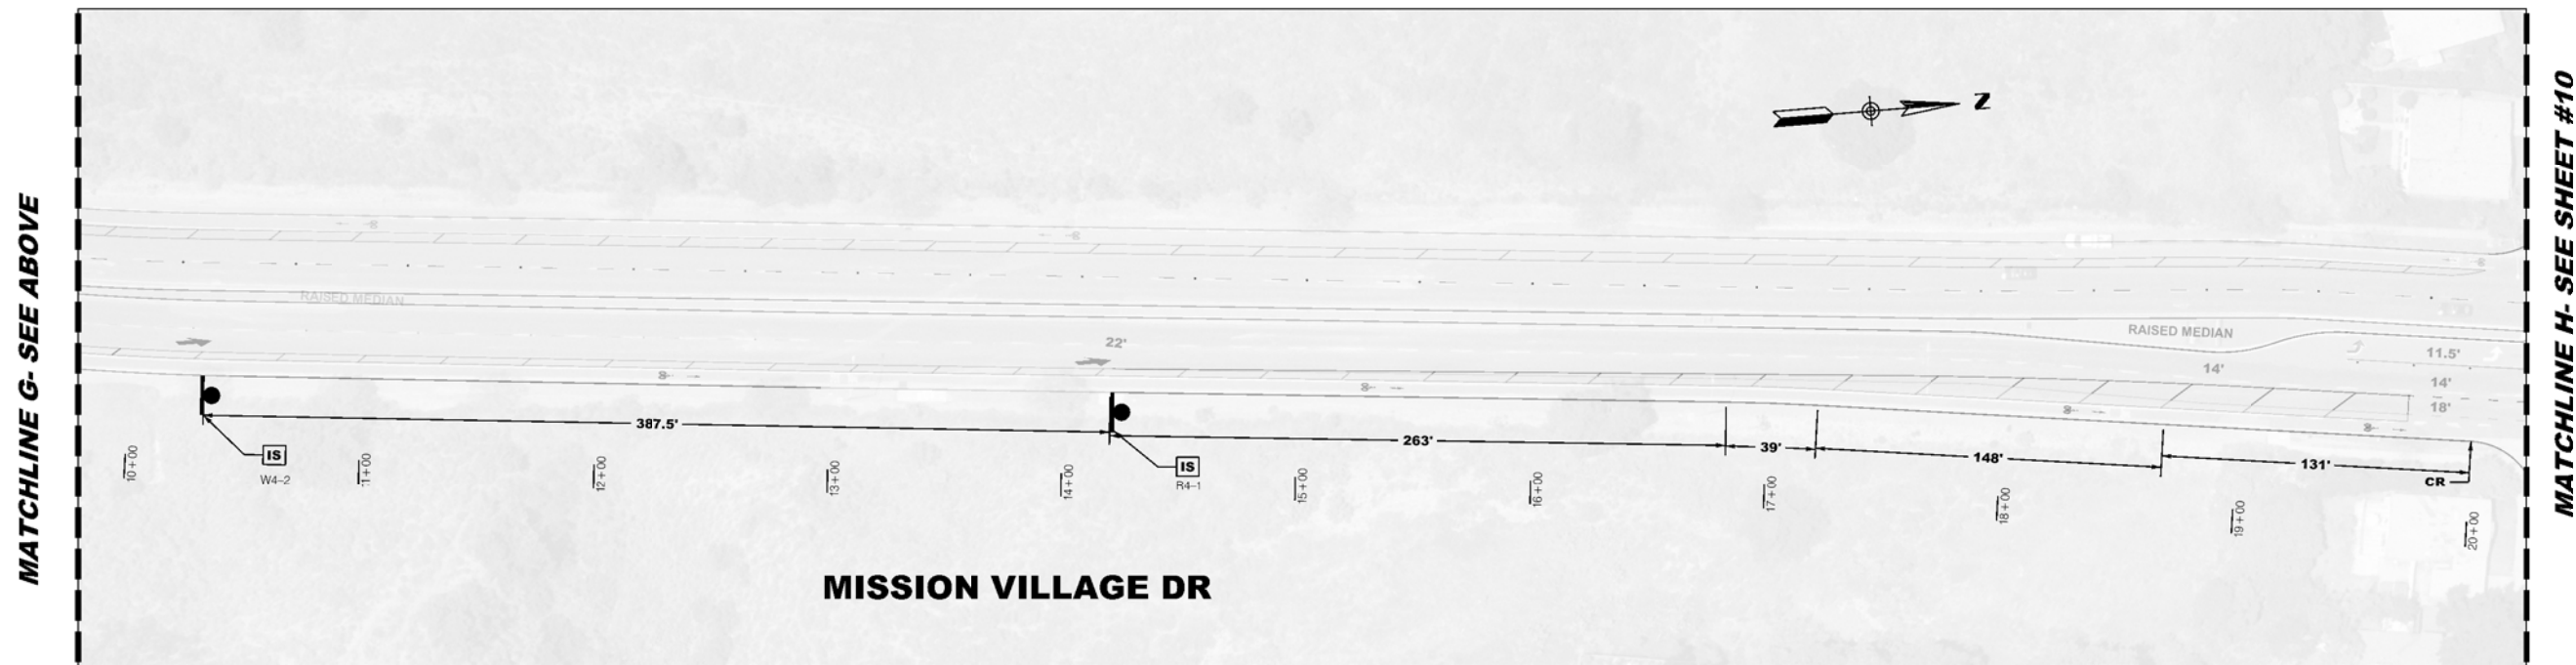 MATCHLINE G- SEE ABOVE
N
MATCHLINE H- SEE SHEET #10
RAISED MEDIAN
22'
RAISED MEDIAN
14'
11.5'
14'
18'
387.5'
263'
39'
148'
131'
CR
IS
W4-2
IS
R4-1
10+00
11+00
12+00
13+00
14+00
15+00
16+00
17+00
18+00
19+00
20+00
MISSION VILLAGE DR